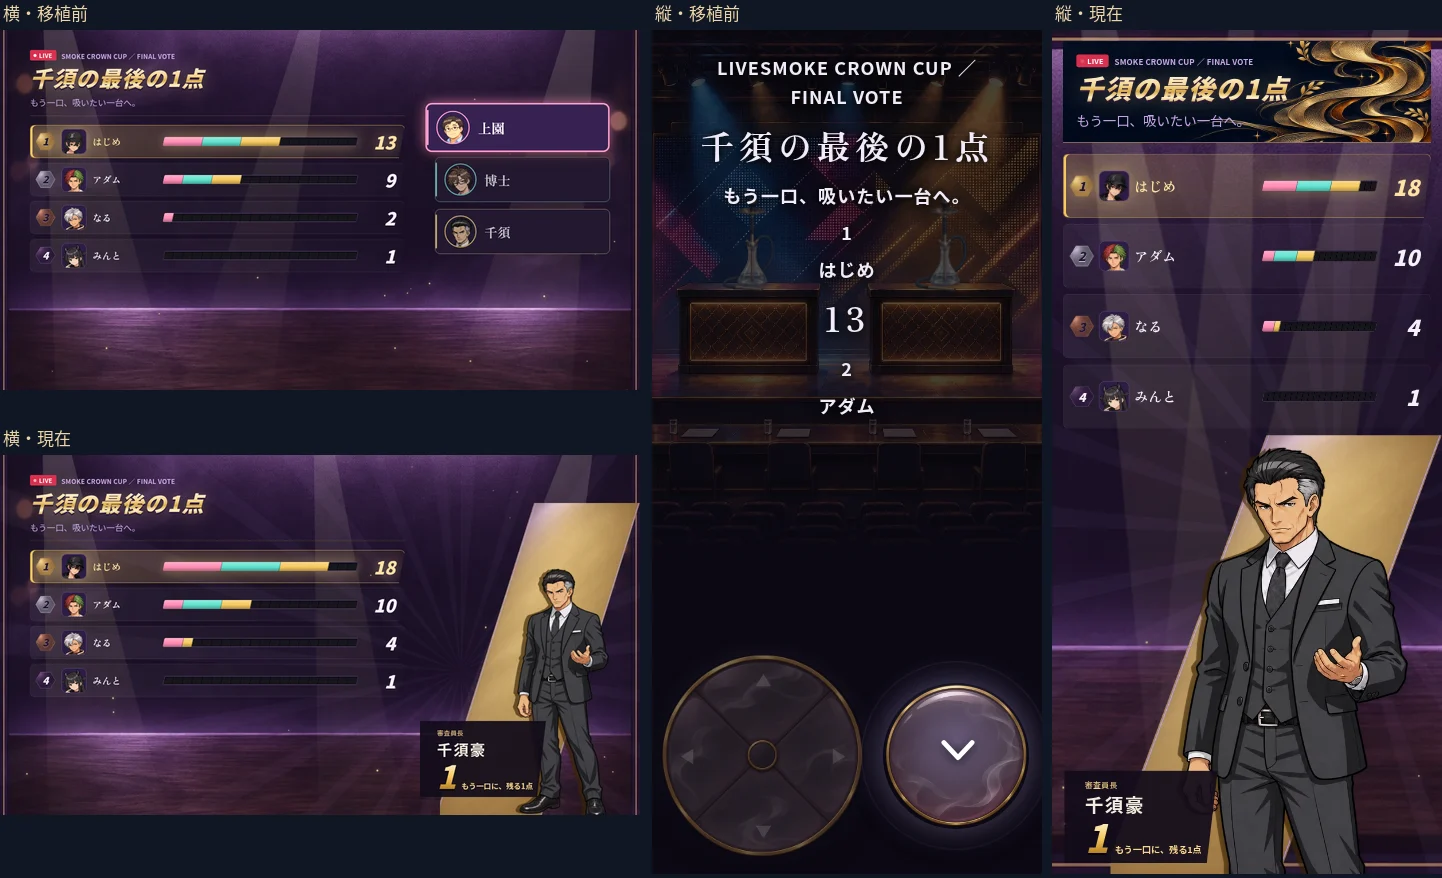 横・移植前
LIVE SMOKE CROWN CUP ／ FINAL VOTE
千須の最後の1点
もう一口、吸いたい一台へ。
1 はじめ 13
2 アダム 9
3 なる 2
4 みんと 1
上園
博士
千須
横・現在
LIVE SMOKE CROWN CUP ／ FINAL VOTE
千須の最後の1点
もう一口、吸いたい一台へ。
1 はじめ 18
2 アダム 10
3 なる 4
4 みんと 1
審査員長
千須豪
1 もう一口に、残る1点
縦・移植前
LIVESMOKE CROWN CUP ／
FINAL VOTE
千須の最後の1点
もう一口、吸いたい一台へ。
1
はじめ
13
2
アダム
縦・現在
LIVE SMOKE CROWN CUP ／ FINAL VOTE
千須の最後の1点
もう一口、吸いたい一台へ。
1 はじめ 18
2 アダム 10
3 なる 4
4 みんと 1
審査員長
千須豪
1 もう一口に、残る1点